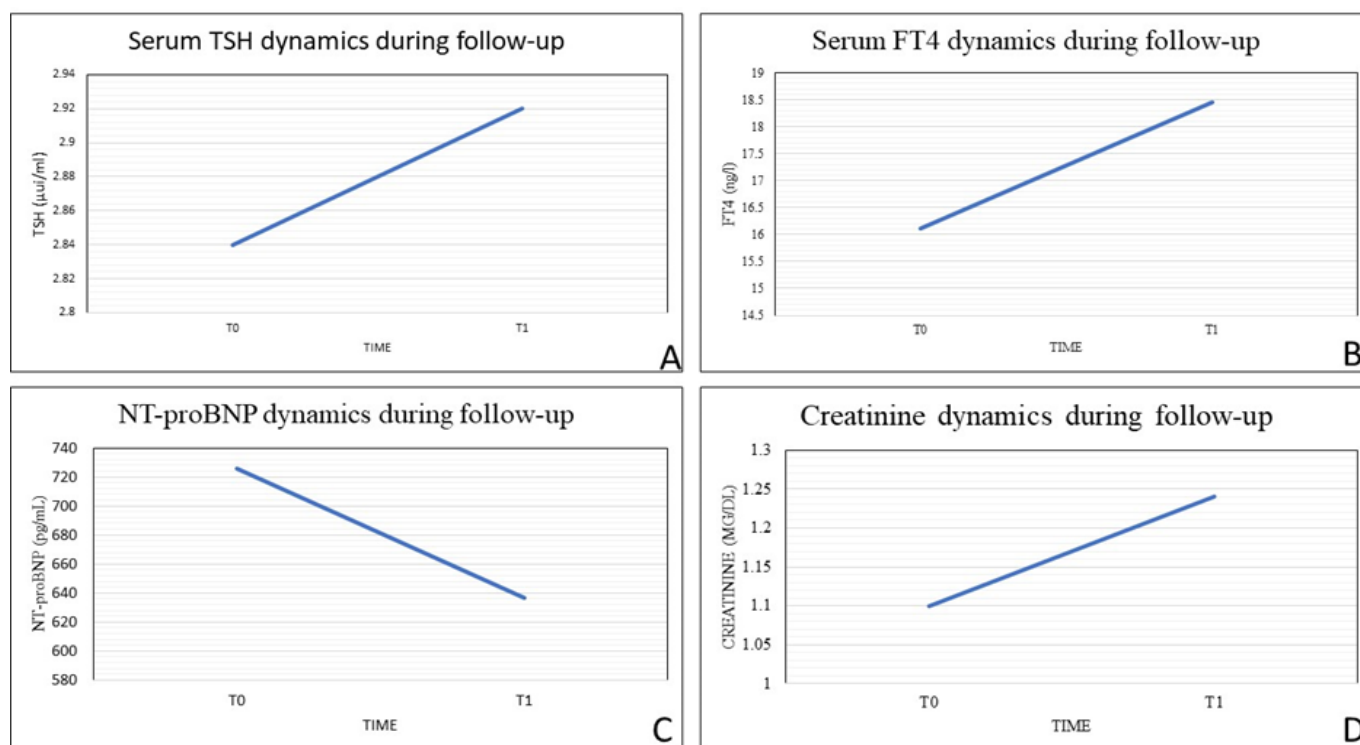 Serum TSH dynamics during follow-up
2.94
2.92
2.9
2.88
2.86
2.84
2.82
2.8
TSH (µui/ml)
T0 T1
TIME
A
Serum FT4 dynamics during follow-up
19
18.5
18
17.5
17
16.5
16
15.5
15
14.5
FT4 (ng/l)
T0 T1
TIME
B
NT-proBNP dynamics during follow-up
740
720
700
680
660
640
620
600
580
NT-proBNP (pg/mL)
T0 T1
TIME
C
Creatinine dynamics during follow-up
1.3
1.25
1.2
1.15
1.1
1.05
1
CREATININE (MG/DL)
T0 T1
TIME
D